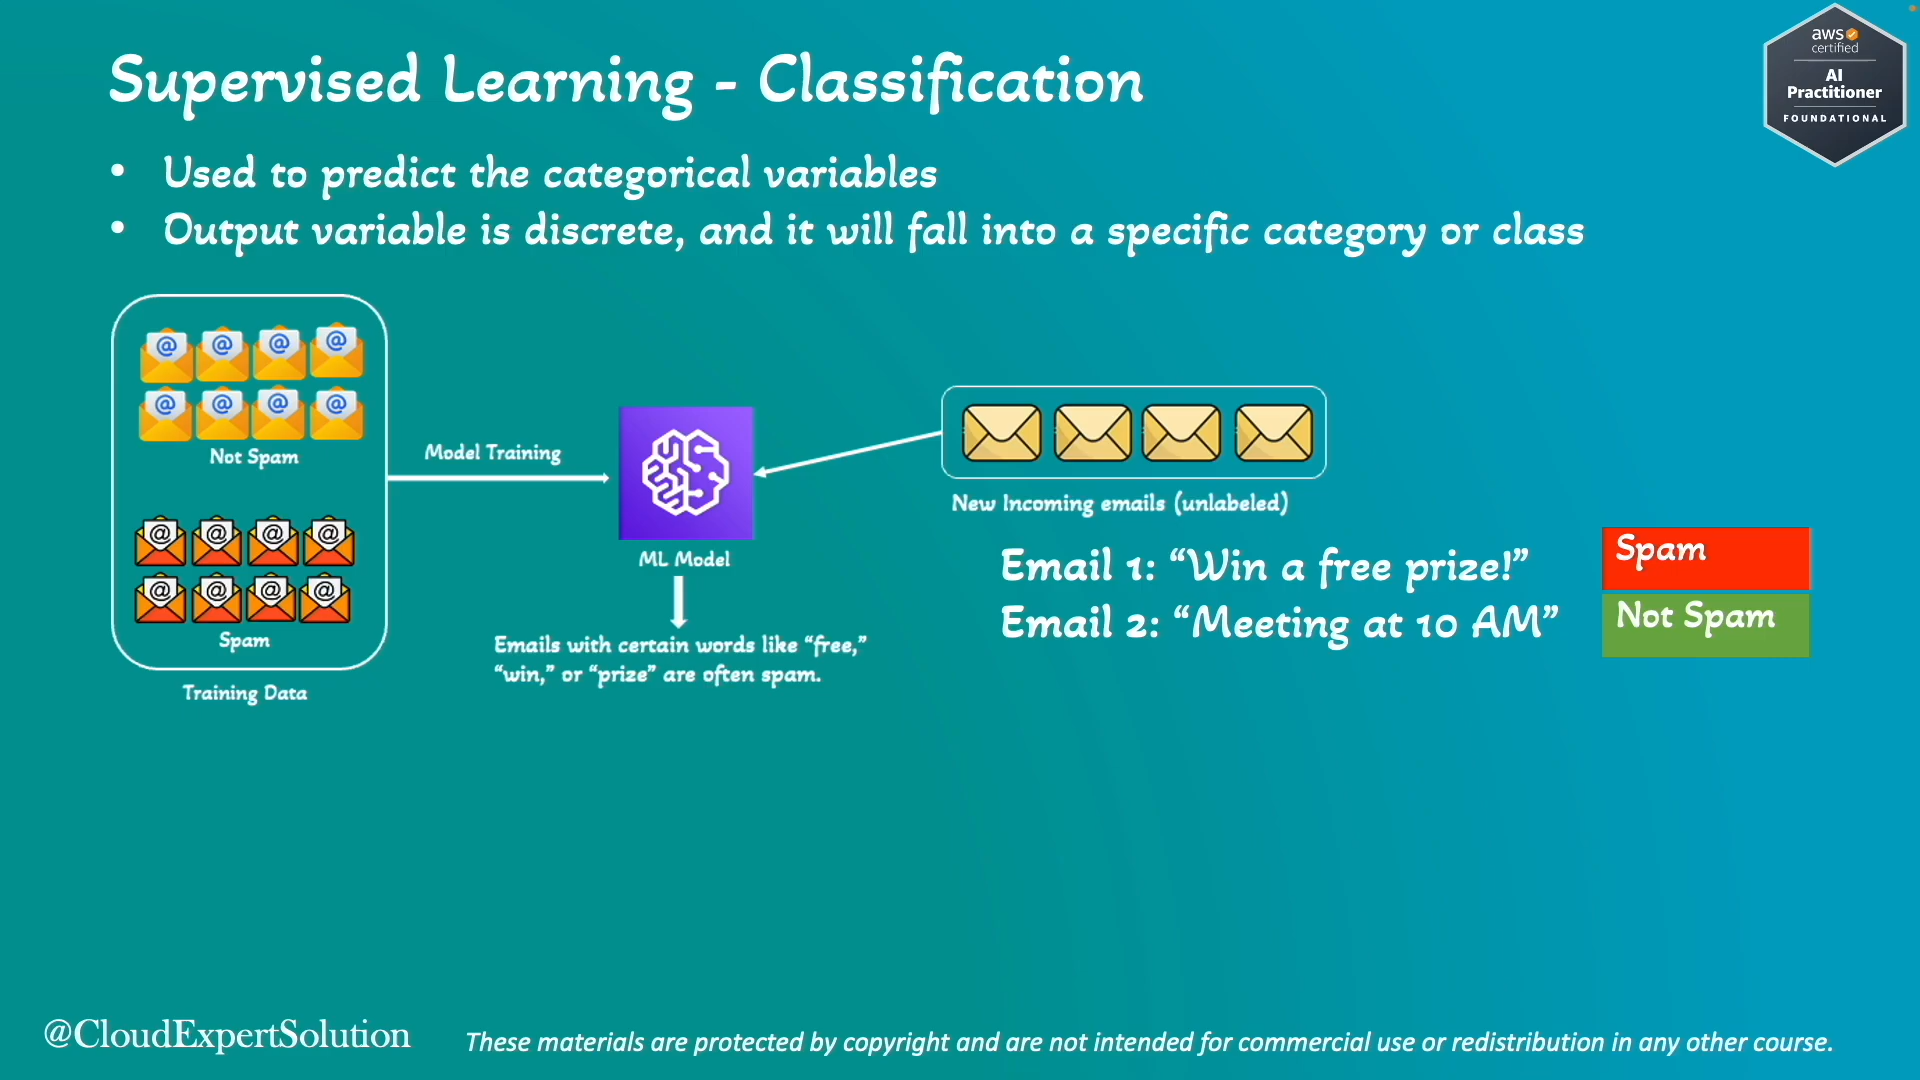 Supervised Learning - Classification
aws
certified
AI
Practitioner
FOUNDATIONAL
• Used to predict the categorical variables
• Output variable is discrete, and it will fall into a specific category or class
@ @ @ @
@ @ @ @
Not Spam
@ @ @ @
@ @ @ @
Spam
Training Data
Model Training
ML Model
Emails with certain words like “free,”
“win,” or “prize” are often spam.
New Incoming emails (unlabeled)
Email 1: “Win a free prize!”
Spam
Email 2: “Meeting at 10 AM”
Not Spam
@CloudExpertSolution
These materials are protected by copyright and are not intended for commercial use or redistribution in any other course.